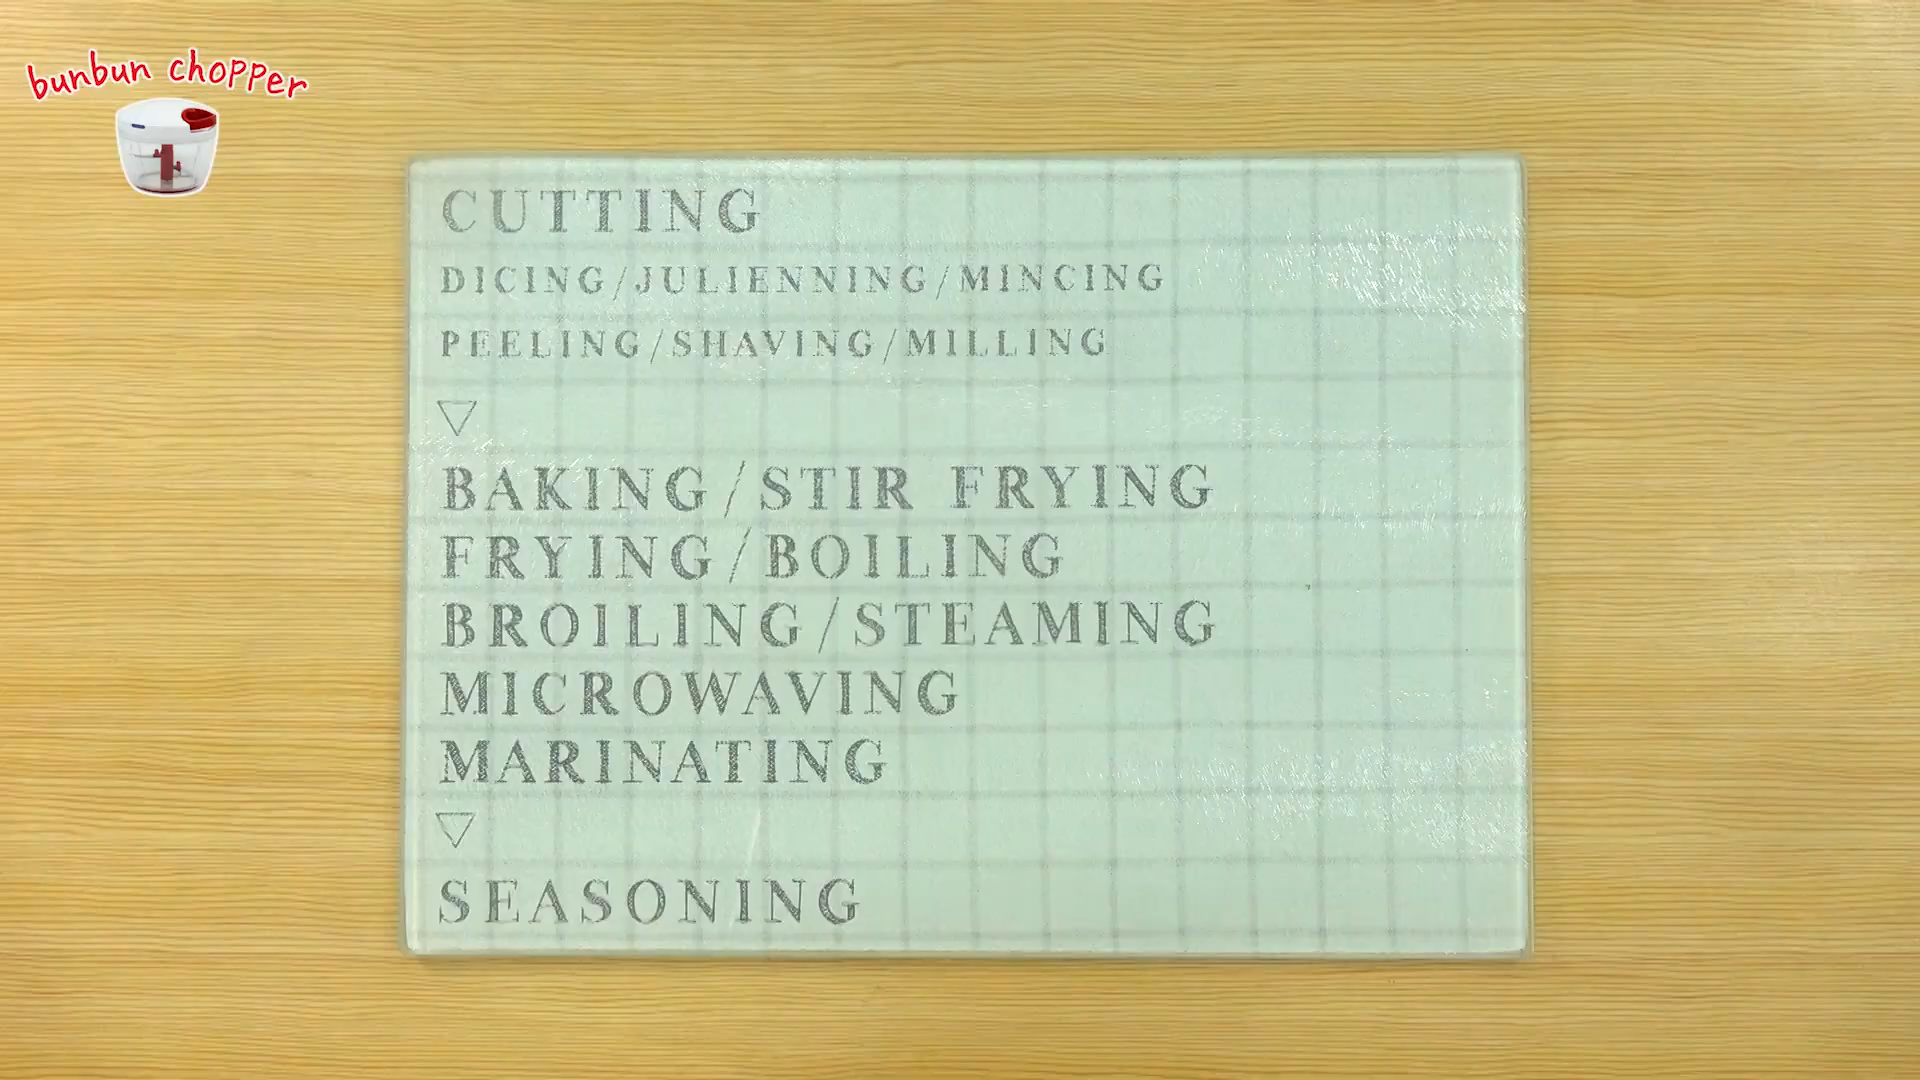 bunbun chopper
CUTTING
DICING/JULIENNING/MINCING
PEELING/SHAVING/MILLING
▽
BAKING/STIR FRYING
FRYING/BOILING
BROILING/STEAMING
MICROWAVING
MARINATING
▽
SEASONING